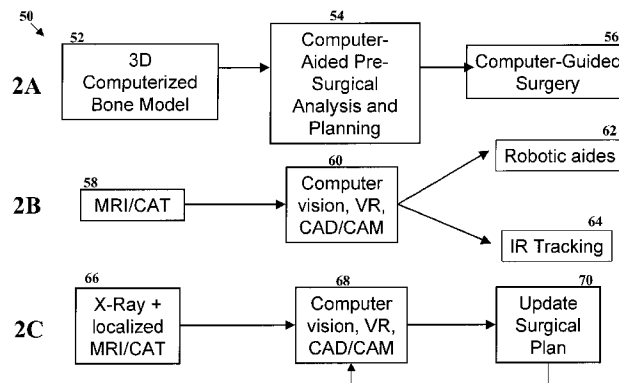 50
52
3D
Computerized
Bone Model
54
Computer-
Aided Pre-
Surgical
Analysis and
Planning
56
Computer-Guided
Surgery
2A
58
MRI/CAT
60
Computer
vision, VR,
CAD/CAM
62
Robotic aides
64
IR Tracking
2B
66
X-Ray +
localized
MRI/CAT
68
Computer
vision, VR,
CAD/CAM
70
Update
Surgical
Plan
2C